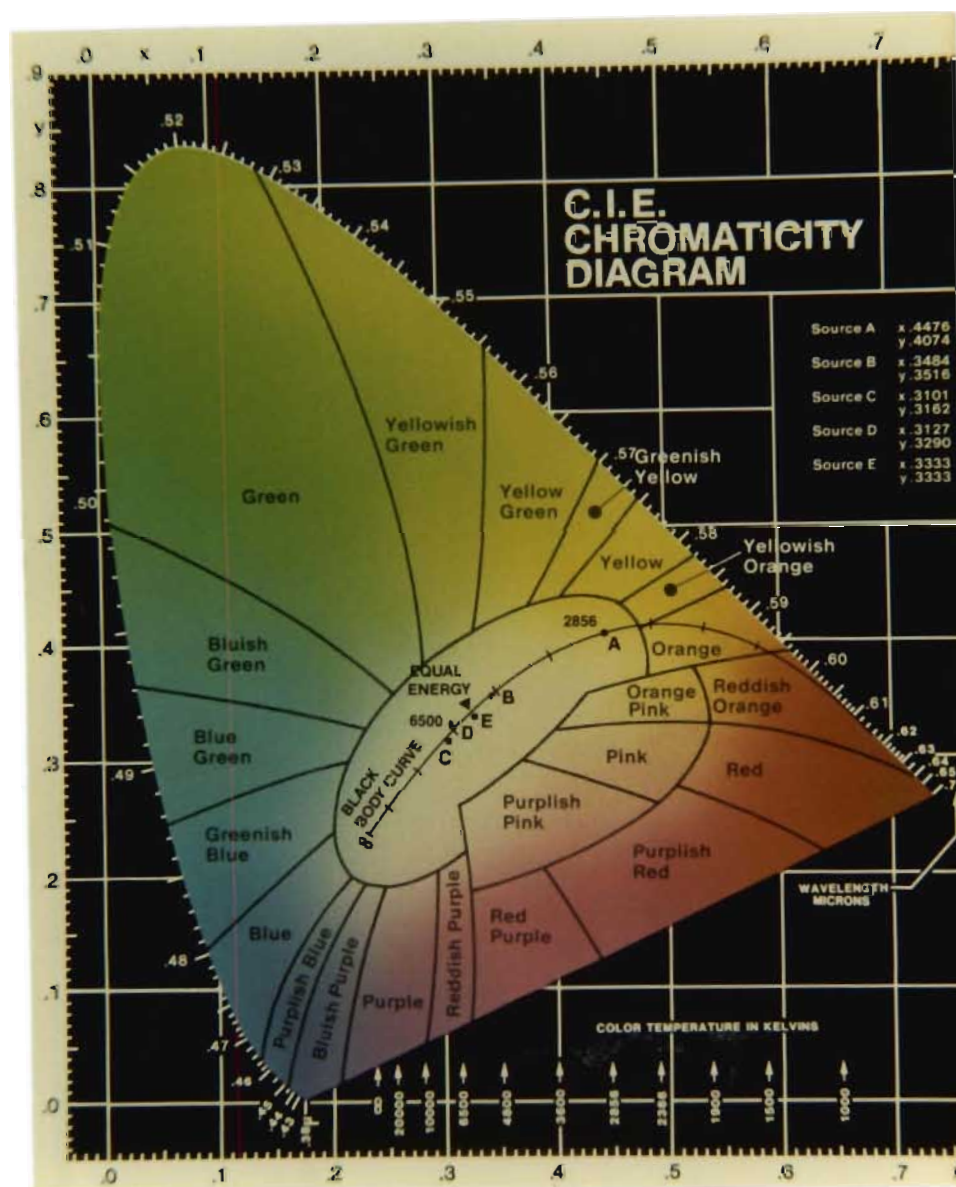 .0 x .1 .2 .3 .4 .5 .6 .7
.9
y
.8
.7
.6
.5
.4
.3
.2
.1
.0
.0 .1 .2 .3 .4 .5 .6 .7
C.I.E.
CHROMATICITY
DIAGRAM
Source A x .4476
y .4074
Source B x .3484
y .3516
Source C x .3101
y .3162
Source D x .3127
y .3290
Source E x .3333
y .3333
.52
.53
.54
.55
.56
.57
.58
.59
.60
.61
.62
.63
.64
.65
.51
.50
.49
.48
.47
.46
.45
Greenish
Yellow
Yellowish
Green
Yellow
Green
Green
Yellow
Yellowish
Orange
2856
A
Orange
Bluish
Green
EQUAL
ENERGY
B
Orange
Pink
Reddish
Orange
6500
E
D
C
BLACK
BODY CURVE
∞
Blue
Green
Pink
Red
Greenish
Blue
Purplish
Pink
Purplish
Red
Blue
Purplish Blue
Bluish Purple
Purple
Reddish Purple
Red
Purple
WAVELENGTH
MICRONS
COLOR TEMPERATURE IN KELVINS
∞ 20000 10000 6500 4800 3600 2856 2386 1900 1500 1000